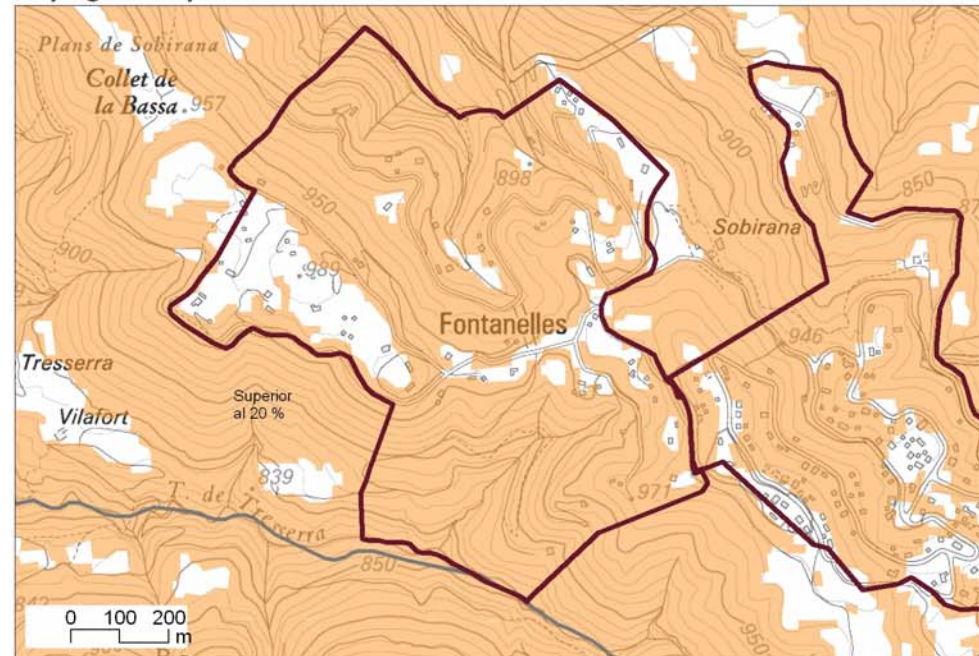 Plans de Sobirana
Collet de
la Bassa
.957
900
898
950
850
Sobirana
900
989
Fontanelles
946
Tresserra
Superior
al 20 %
Vilafort
839
971
T. de Tresserra
850
950
0 100 200
m